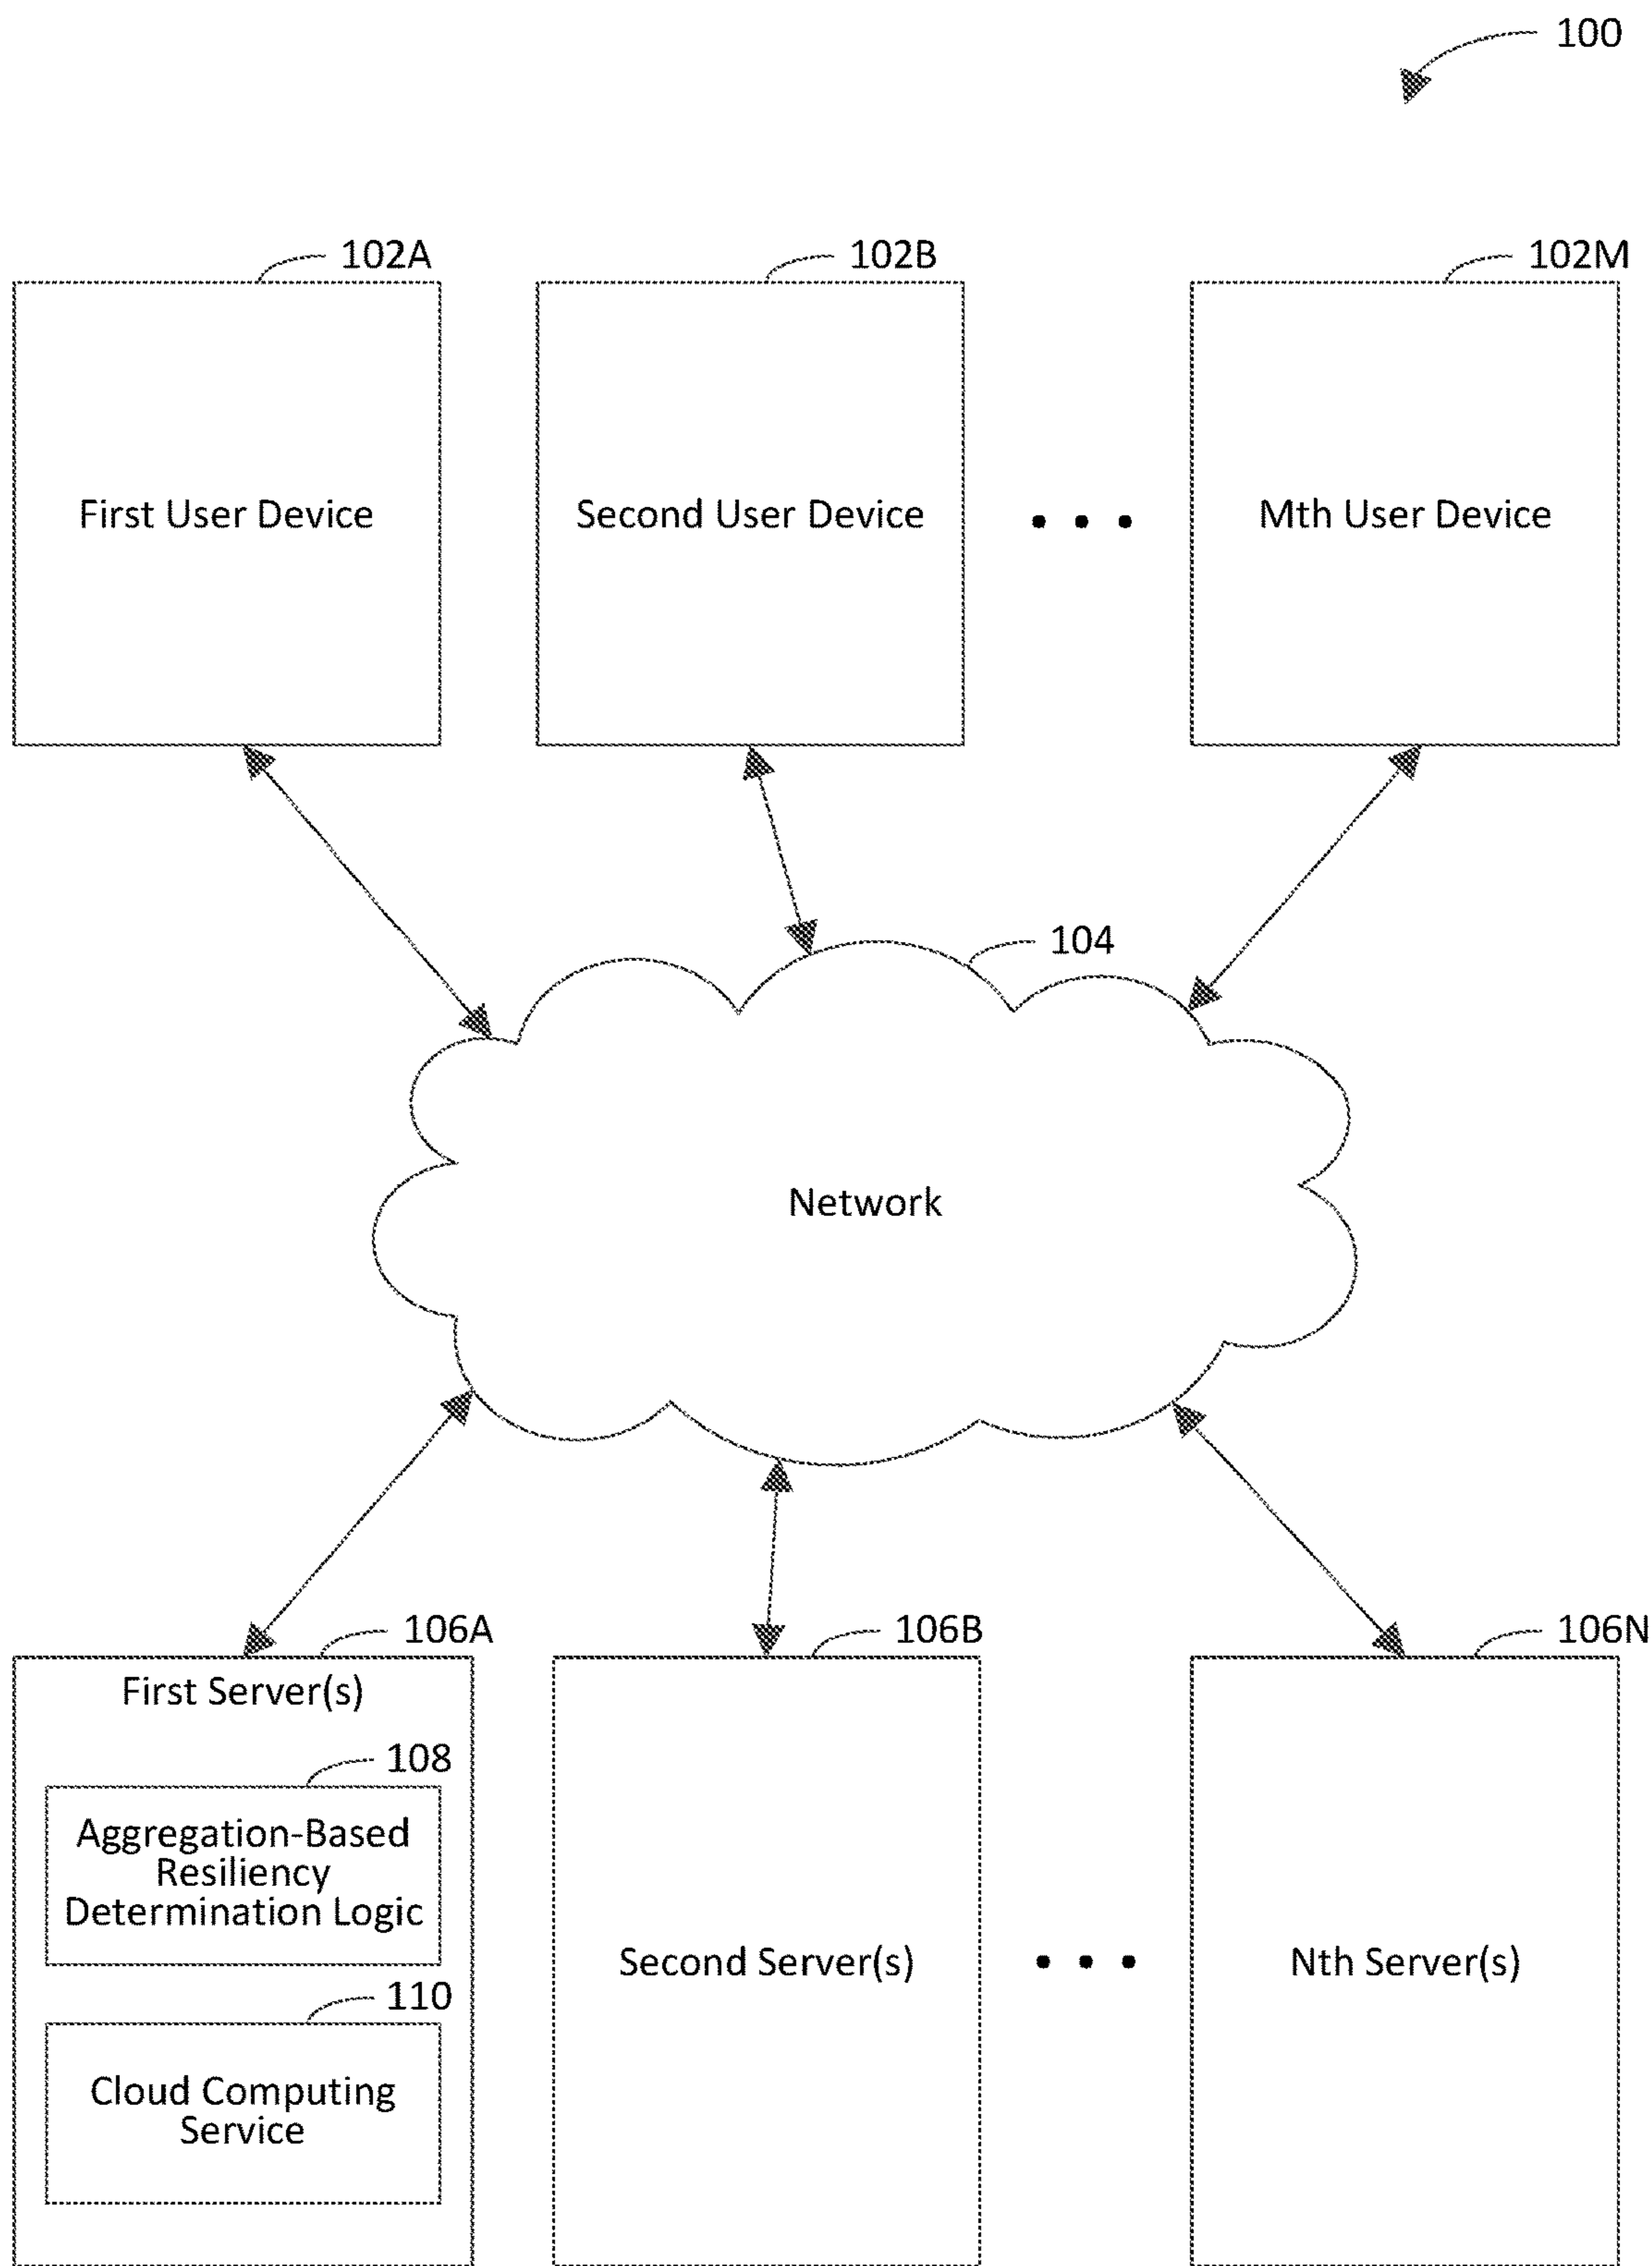 100
102A
102B
102M
First User Device
Second User Device
• • •
Mth User Device
104
Network
106A
106B
106N
First Server(s)
108
Aggregation-Based
Resiliency
Determination Logic
Second Server(s)
• • •
Nth Server(s)
110
Cloud Computing
Service